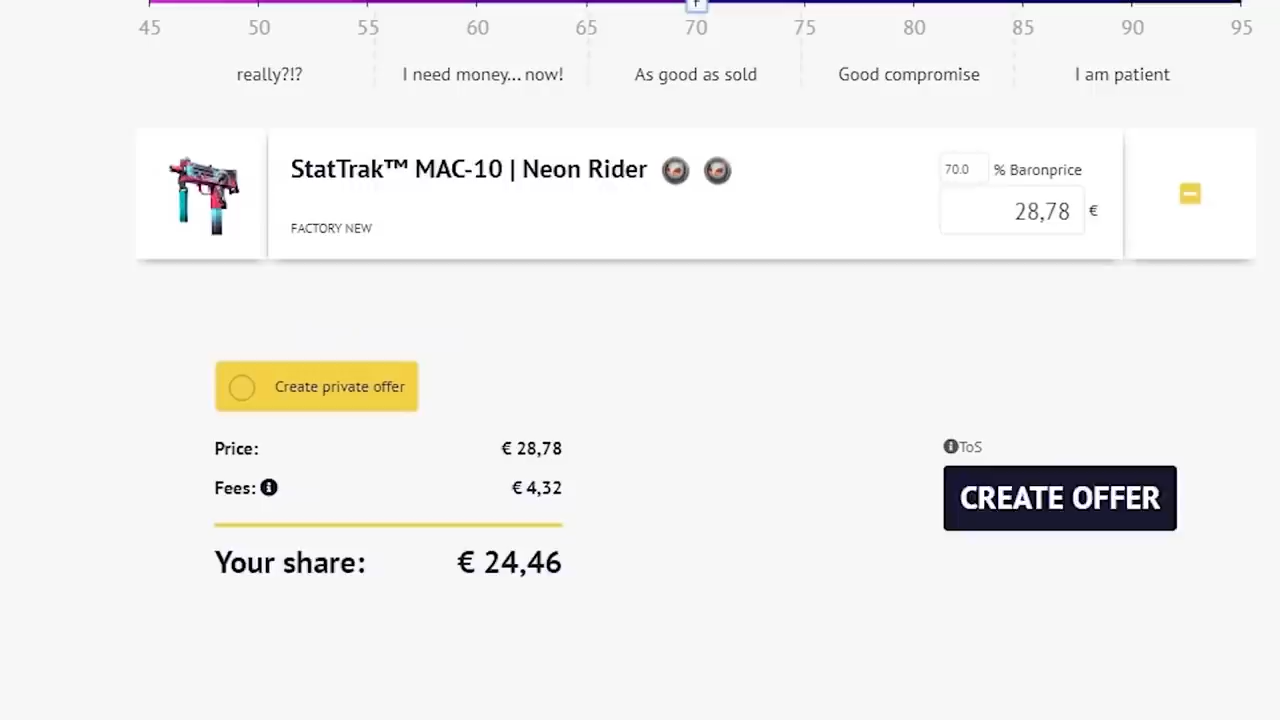 45 50 55 60 65 70 75 80 85 90 95
really?!? I need money... now! As good as sold Good compromise I am patient
StatTrak™ MAC-10 | Neon Rider
70.0 % Baronprice
28,78 €
FACTORY NEW
Create private offer
Price: € 28,78
ToS
Fees: € 4,32
CREATE OFFER
Your share: € 24,46